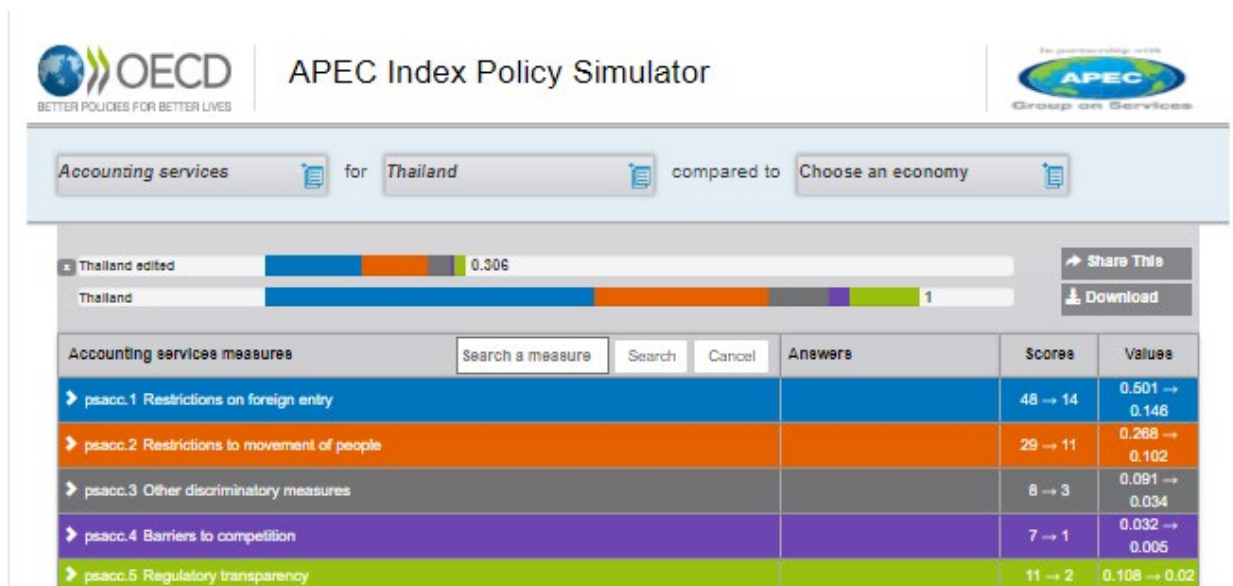 OECD
BETTER POLICIES FOR BETTER LIVES
APEC Index Policy Simulator
In partnership with
APEC
Group on Services
Accounting services for Thailand compared to Choose an economy
Thailand edited 0.306
Share This
Thailand 1
Download
Accounting services measures Search a measure Search Cancel Answers Scores Values
psacc.1 Restrictions on foreign entry 48 → 14 0.501 →
0.146
psacc.2 Restrictions to movement of people 29 → 11 0.268 →
0.102
psacc.3 Other discriminatory measures 8 → 3 0.091 →
0.034
psacc.4 Barriers to competition 7 → 1 0.032 →
0.005
psacc.5 Regulatory transparency 11 → 2 0.108 → 0.02